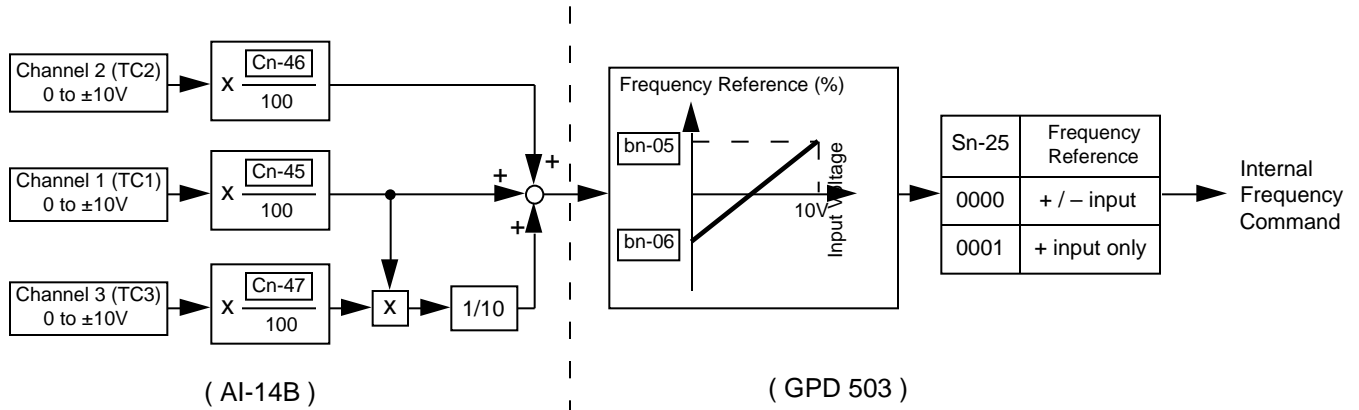 Channel 2 (TC2)
0 to ±10V
x Cn-46
100
+
Channel 1 (TC1)
0 to ±10V
x Cn-45
100
+
+
Channel 3 (TC3)
0 to ±10V
x Cn-47
100
x
1/10
( AI-14B )
Frequency Reference (%)
bn-05
bn-06
10V
Input Voltage
( GPD 503 )
Sn-25 Frequency
Reference
0000 + / – input
0001 + input only
Internal
Frequency
Command